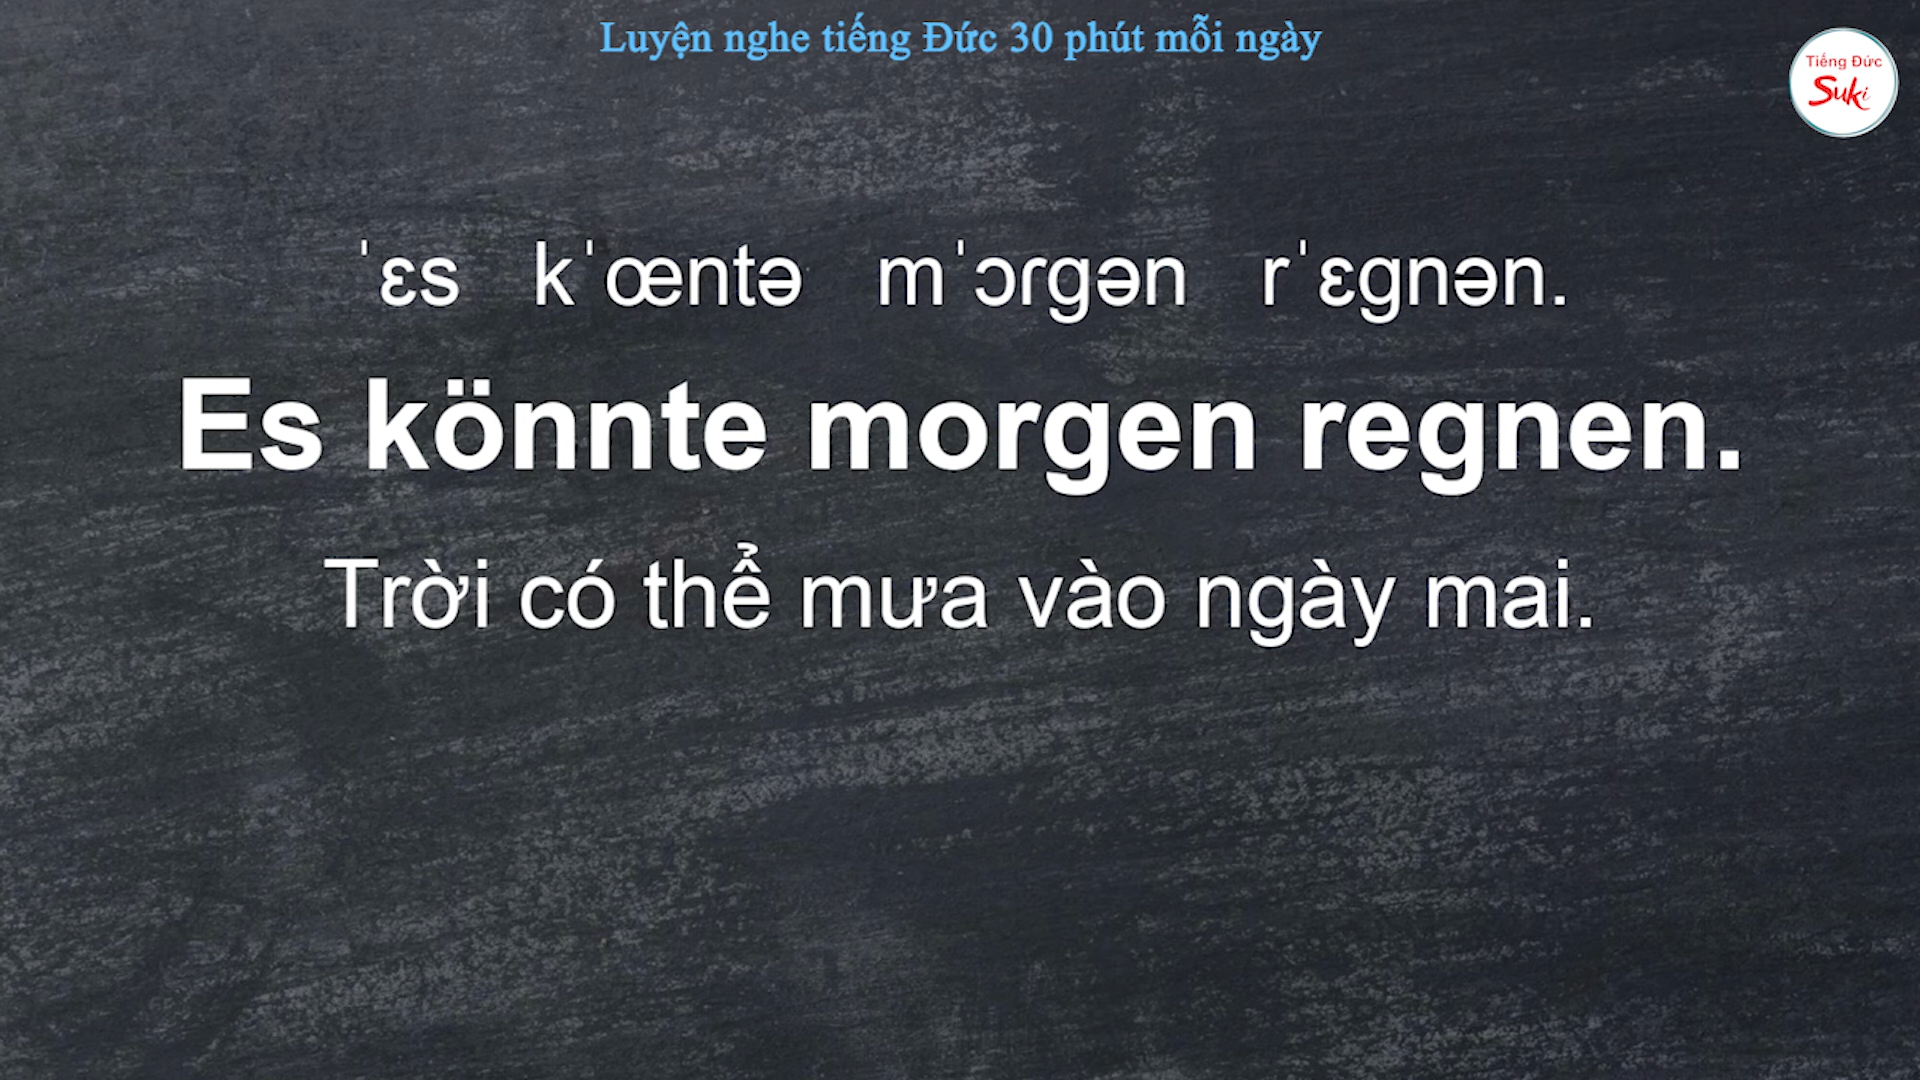 Luyện nghe tiếng Đức 30 phút mỗi ngày
Tiếng Đức
Suki
ˈɛs kˈœntə mˈɔɾgən rˈɛgnən.
Es könnte morgen regnen.
Trời có thể mưa vào ngày mai.